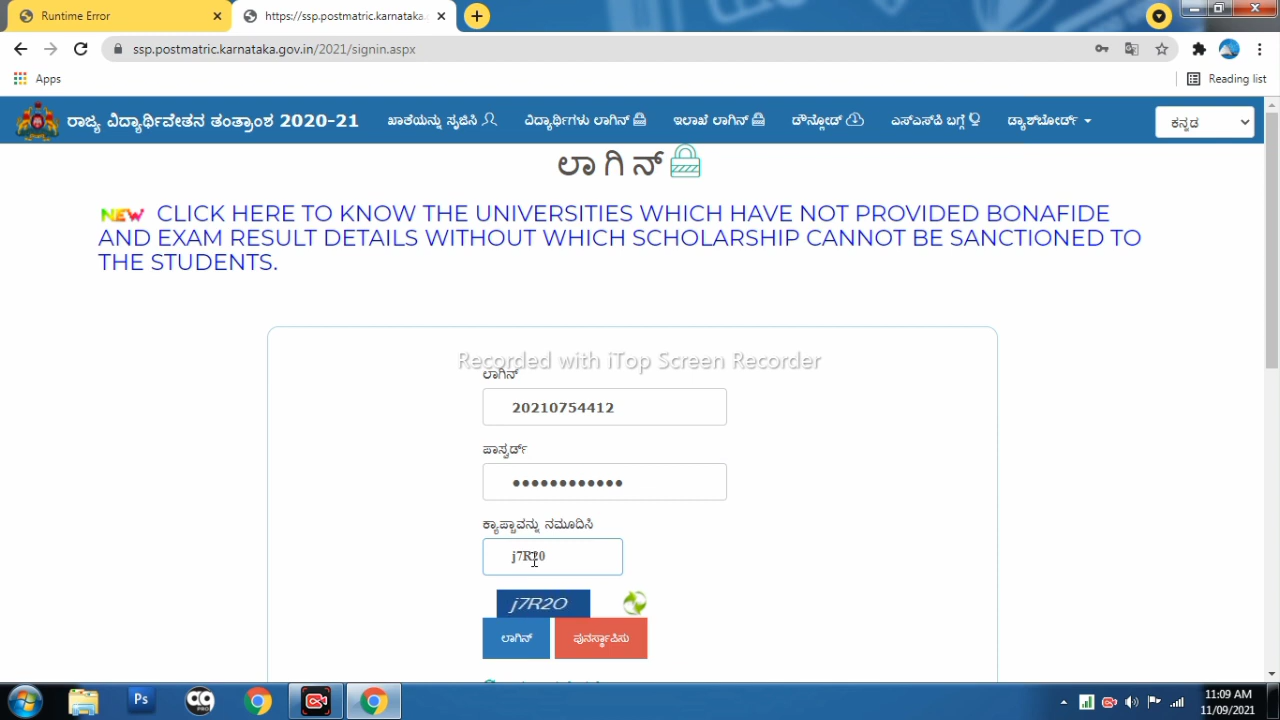 Runtime Error
https://ssp.postmatric.karnataka.
ssp.postmatric.karnataka.gov.in/2021/signin.aspx
Apps
Reading list
ರಾಜ್ಯ ವಿದ್ಯಾರ್ಥಿವೇತನ ತಂತ್ರಾಂಶ 2020-21
ಖಾತೆಯನ್ನು ಸೃಜಿಸಿ
ವಿದ್ಯಾರ್ಥಿಗಳು ಲಾಗಿನ್
ಇಲಾಖೆ ಲಾಗಿನ್
ಡೌನ್ಲೋಡ್
ಎಸ್ಎಸ್‌ಪಿ ಬಗ್ಗೆ
ಡ್ಯಾಶ್‌ಬೋರ್ಡ್
ಕನ್ನಡ
ಲಾಗಿನ್
NEW CLICK HERE TO KNOW THE UNIVERSITIES WHICH HAVE NOT PROVIDED BONAFIDE
AND EXAM RESULT DETAILS WITHOUT WHICH SCHOLARSHIP CANNOT BE SANCTIONED TO
THE STUDENTS.
Recorded with iTop Screen Recorder
ಲಾಗಿನ್
20210754412
ಪಾಸ್ವರ್ಡ್
ಕ್ಯಾಪ್ಚಾವನ್ನು ನಮೂದಿಸಿ
j7R20
j7R2O
ಲಾಗಿನ್
ಪುನರ್ಸ್ಥಾಪಿಸು
Ps
PRO
11:09 AM
11/09/2021